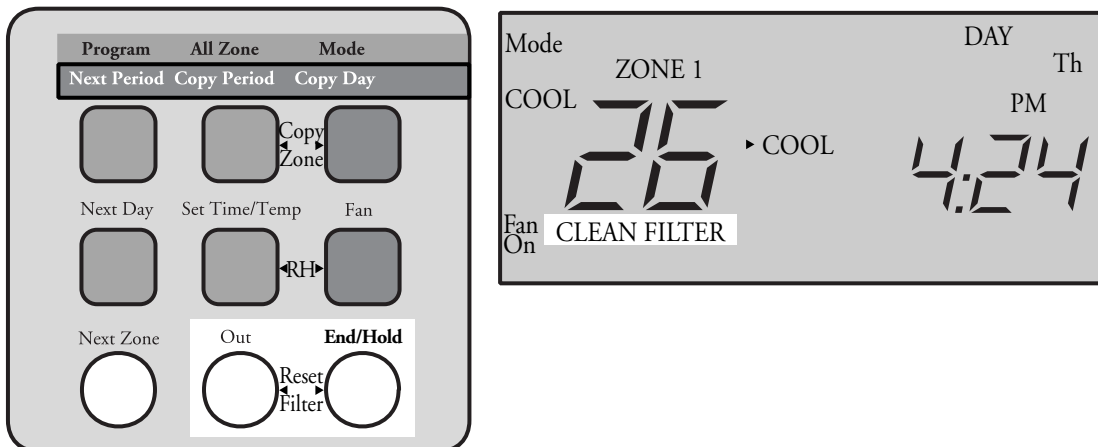 Program All Zone Mode
Next Period Copy Period Copy Day
Copy
Zone
Next Day Set Time/Temp Fan
RH
Next Zone Out End/Hold
Reset
Filter
Mode
DAY
ZONE 1
Th
COOL
26
COOL
PM
4:24
Fan
On
CLEAN FILTER